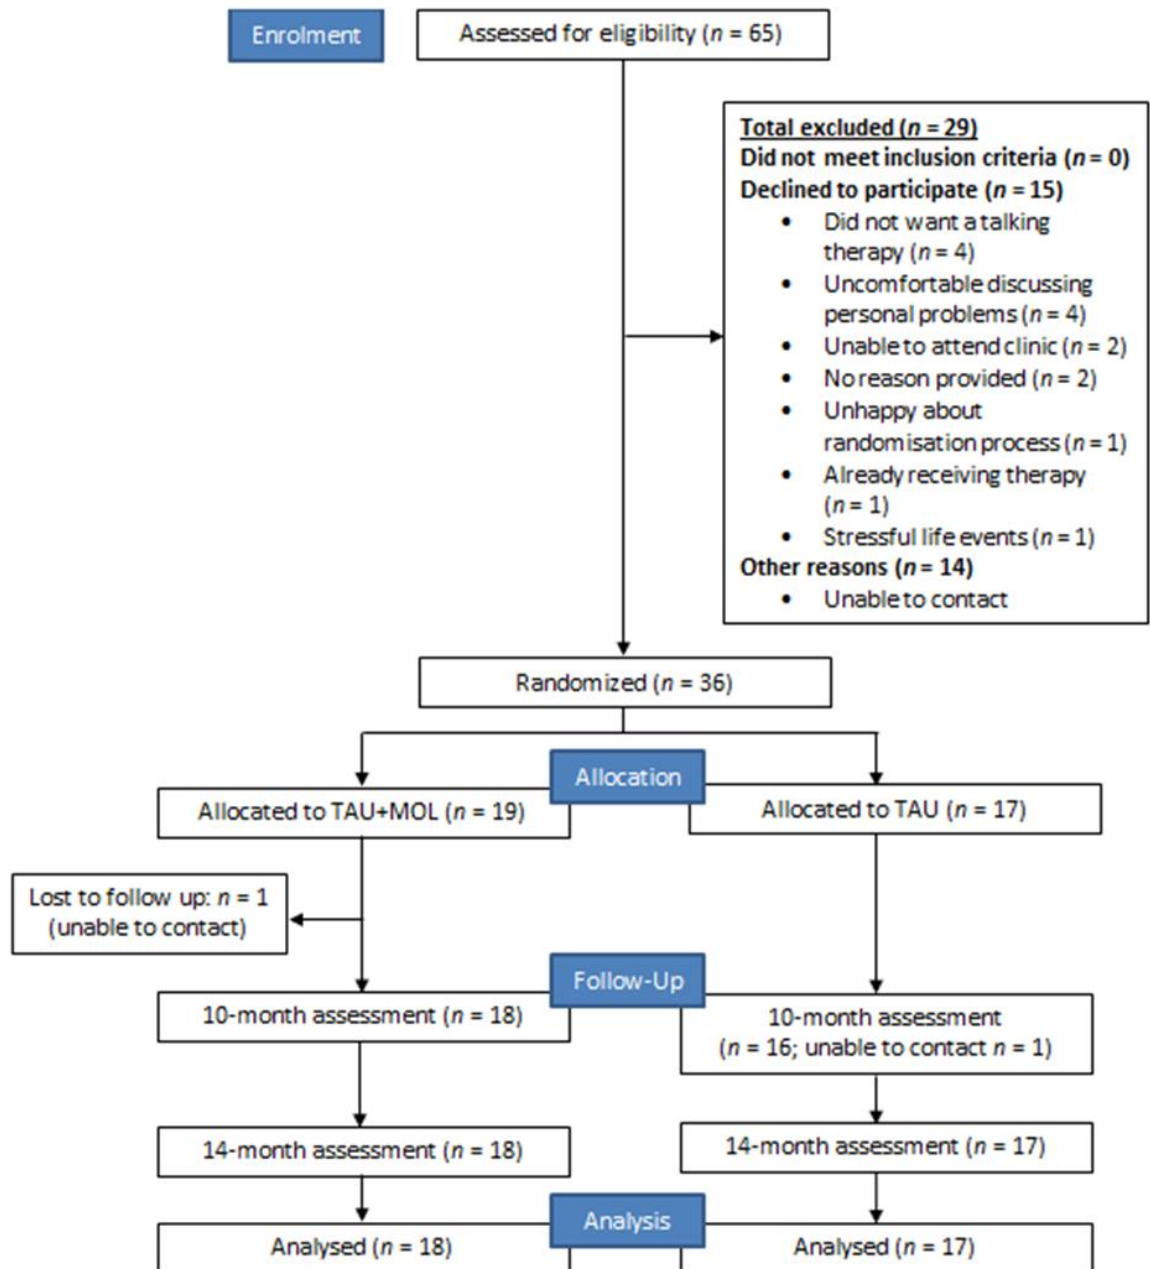 Enrolment
Assessed for eligibility (n = 65)
Total excluded (n = 29)
Did not meet inclusion criteria (n = 0)
Declined to participate (n = 15)
• Did not want a talking
therapy (n = 4)
• Uncomfortable discussing
personal problems (n = 4)
• Unable to attend clinic (n = 2)
• No reason provided (n = 2)
• Unhappy about
randomisation process (n = 1)
• Already receiving therapy
(n = 1)
• Stressful life events (n = 1)
Other reasons (n = 14)
• Unable to contact
Randomized (n = 36)
Allocation
Allocated to TAU+MOL (n = 19)
Allocated to TAU (n = 17)
Lost to follow up: n = 1
(unable to contact)
Follow-Up
10-month assessment (n = 18)
10-month assessment
(n = 16; unable to contact n = 1)
14-month assessment (n = 18)
14-month assessment (n = 17)
Analysis
Analysed (n = 18)
Analysed (n = 17)